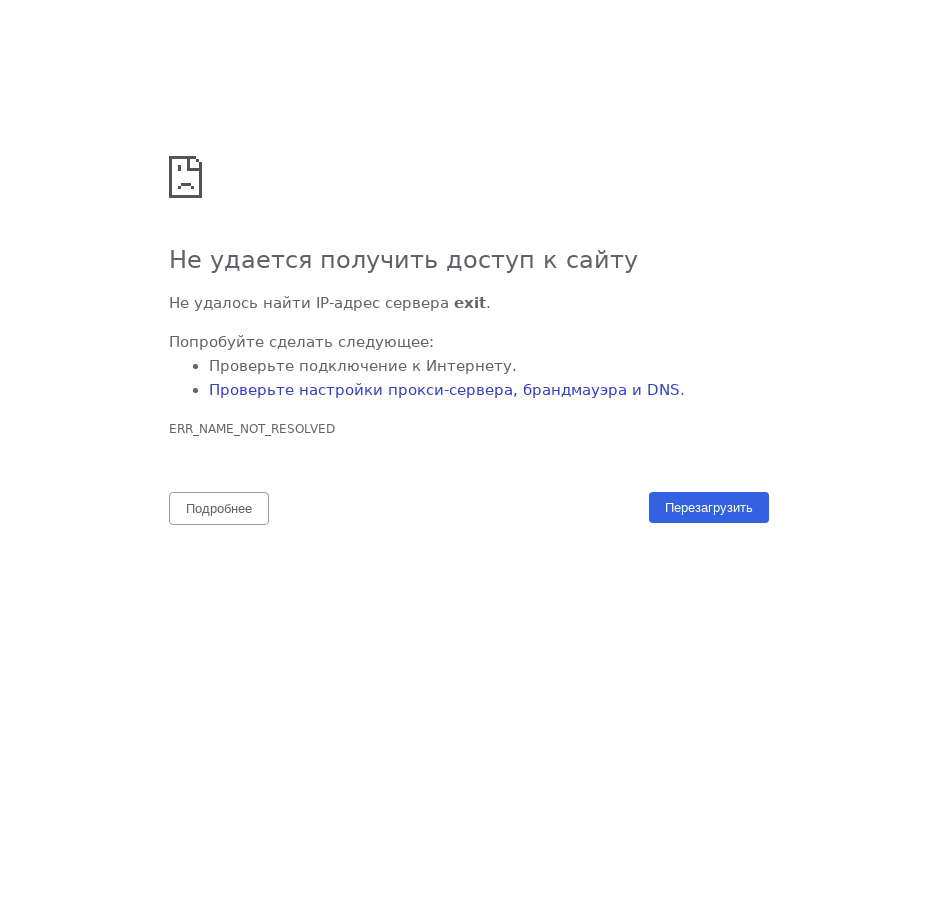 Не удается получить доступ к сайту
Не удалось найти IP-адрес сервера exit.
Попробуйте сделать следующее:
Проверьте подключение к Интернету.
Проверьте настройки прокси-сервера, брандмауэра и DNS.
ERR_NAME_NOT_RESOLVED
Подробнее
Перезагрузить